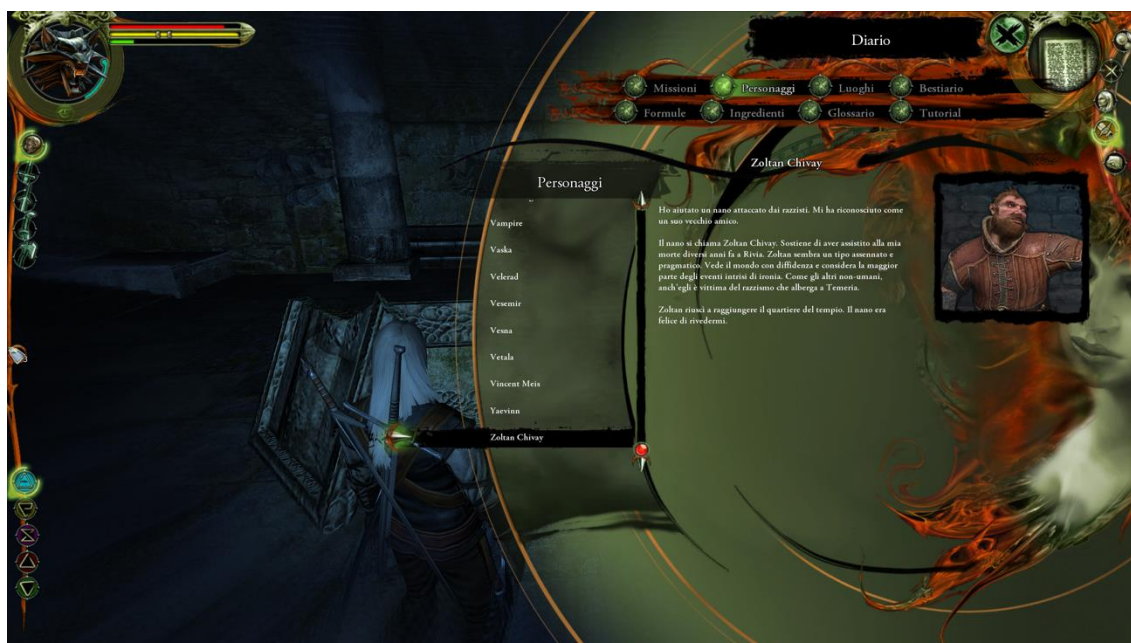 Diario
Missioni Personaggi Luoghi Bestiario
Formule Ingredienti Glossario Tutorial
Zoltan Chivay
Personaggi
Vampire
Vaska
Velerad
Vesemir
Vesna
Vetala
Vincent Meis
Yaevinn
Zoltan Chivay
Ho aiutato un nano attaccato dai razzisti. Mi ha riconosciuto come
un suo vecchio amico.
Il nano si chiama Zoltan Chivay. Sostiene di aver assistito alla mia
morte diversi anni fa a Rivia. Zoltan sembra un tipo assennato e
pragmatico. Vede il mondo con diffidenza e considera la maggior
parte degli eventi intrisi di ironia. Come gli altri non-umani,
anch'egli è vittima del razzismo che alberga a Temeria.
Zoltan riuscì a raggiungere il quartiere del tempio. Il nano era
felice di rivedermi.